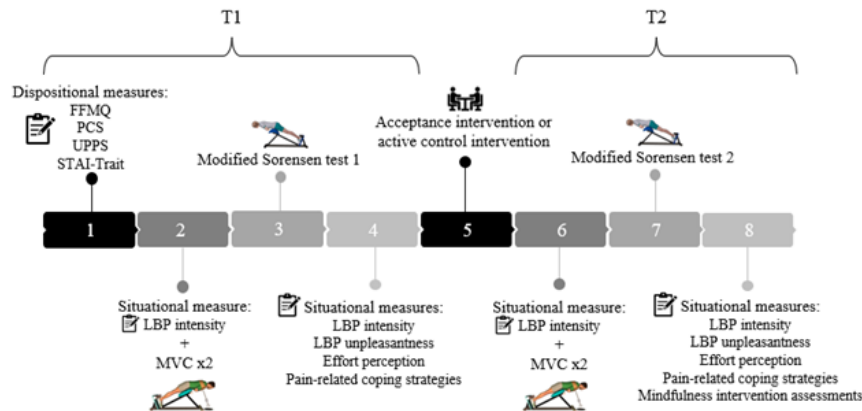 T1
T2
Dispositional measures:
FFMQ
PCS
UPPS
STAI-Trait
Modified Sorensen test 1
Acceptance intervention or
active control intervention
Modified Sorensen test 2
1 2 3 4 5 6 7 8
Situational measure:
LBP intensity
+
MVC x2
Situational measures:
LBP intensity
LBP unpleasantness
Effort perception
Pain-related coping strategies
Situational measure:
LBP intensity
+
MVC x2
Situational measures:
LBP intensity
LBP unpleasantness
Effort perception
Pain-related coping strategies
Mindfulness intervention assessments